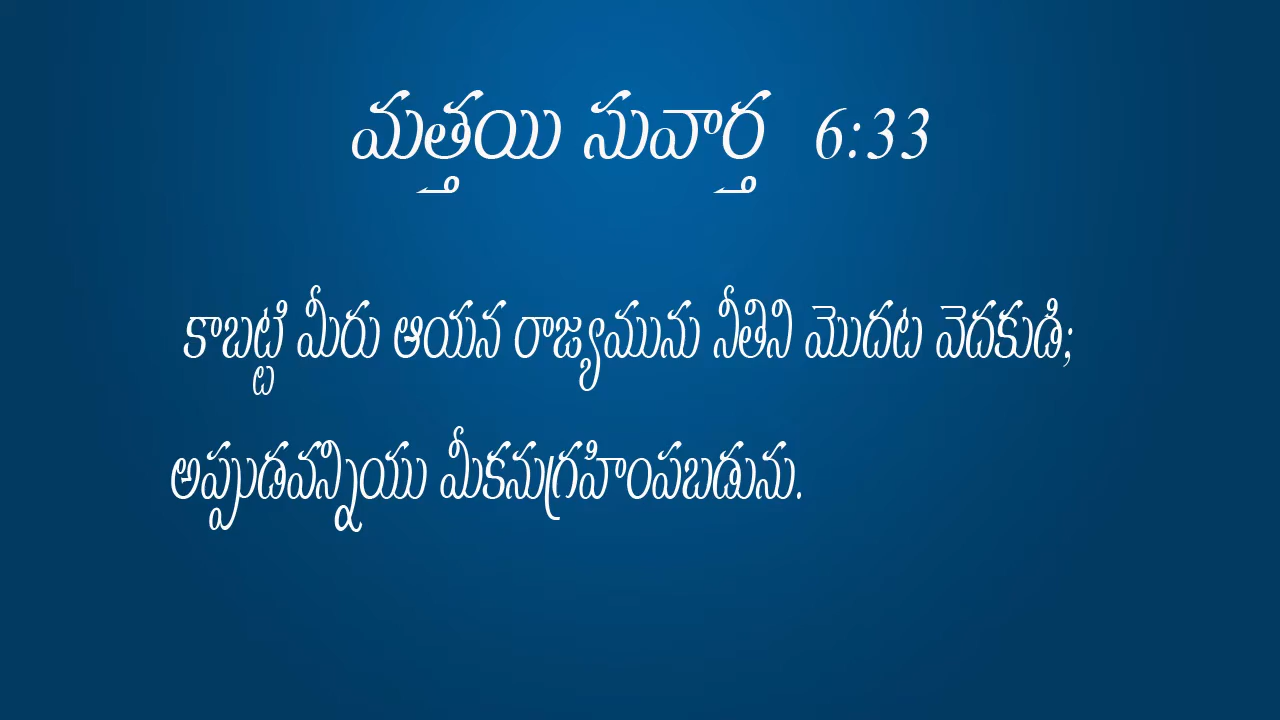 మత్తయి సువార్త 6:33
కాబట్టి మీరు ఆయన రాజ్యమును నీతిని మొదట వెదకుడి;
అప్పుడవన్నియు మీకనుగ్రహింపబడును.